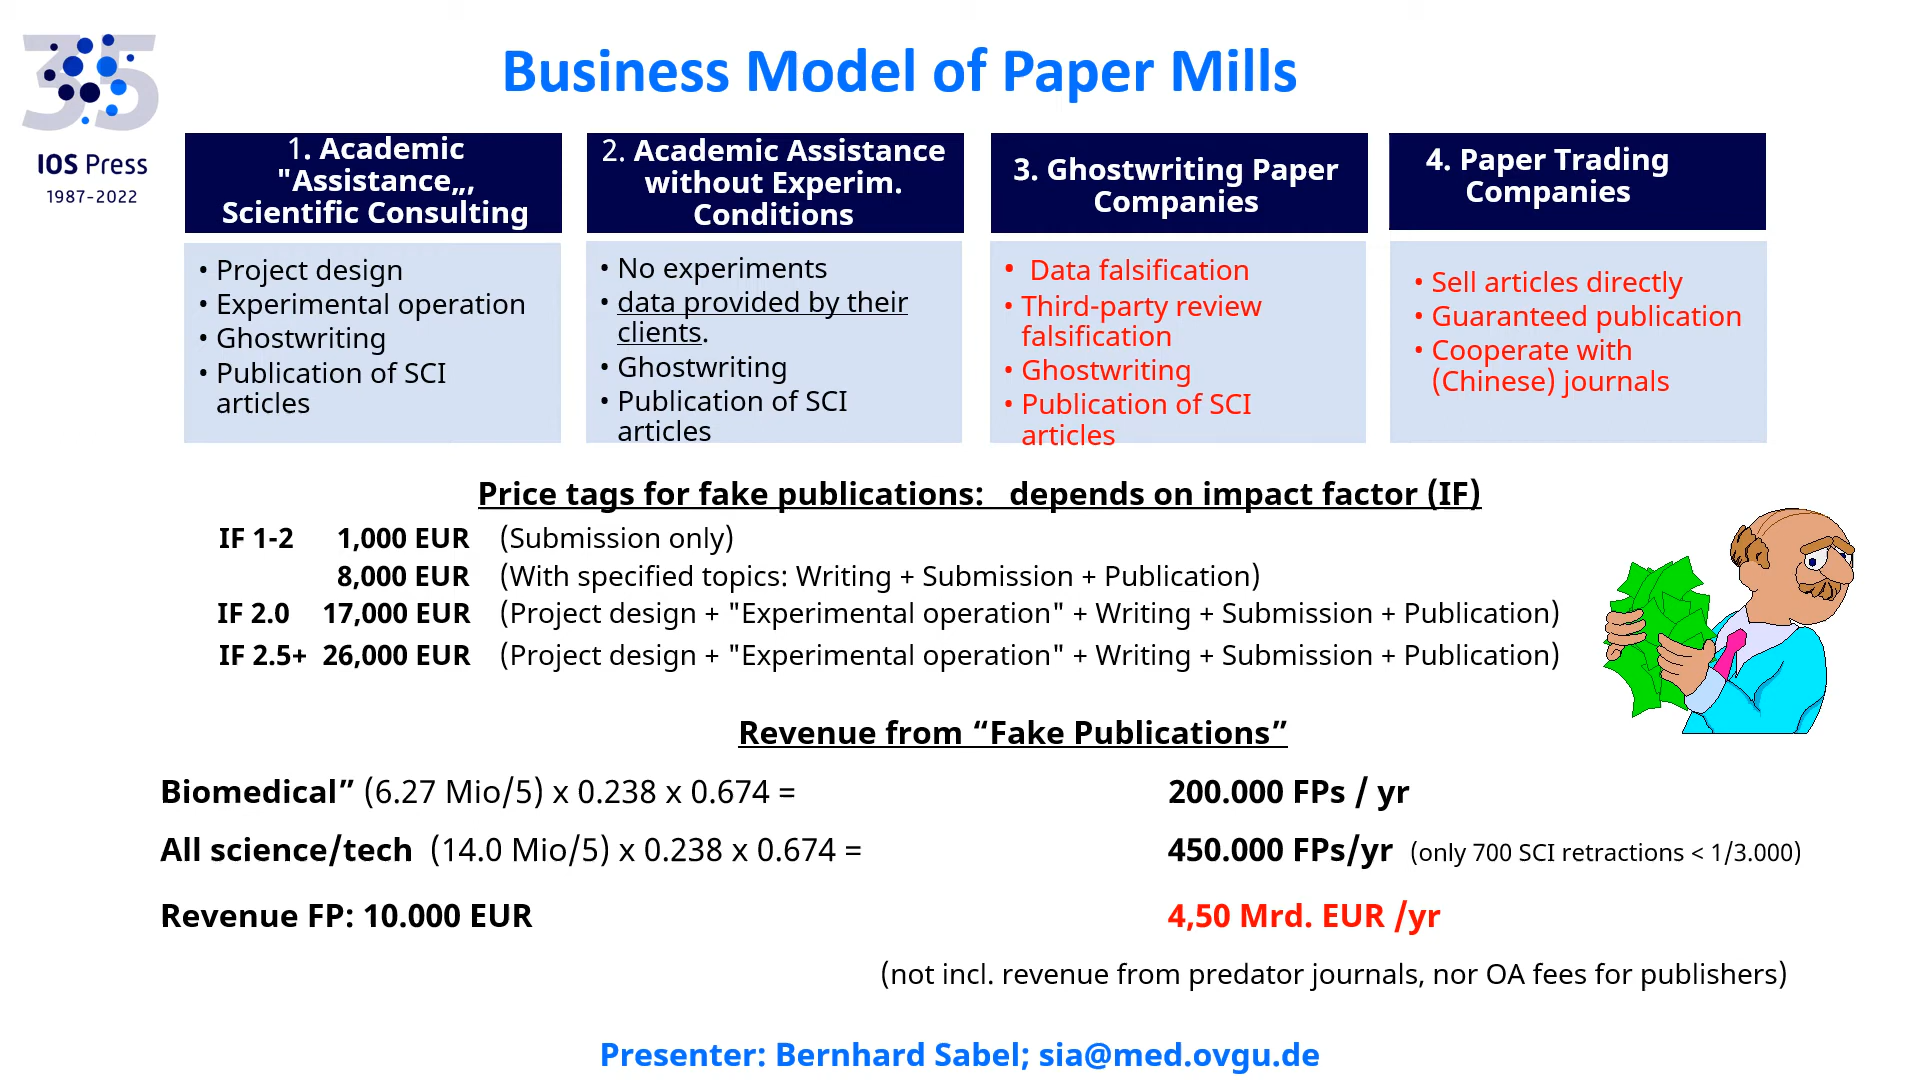 35
IOS Press
1987-2022
Business Model of Paper Mills
1. Academic
"Assistance„,
Scientific Consulting
• Project design
• Experimental operation
• Ghostwriting
• Publication of SCI
articles
2. Academic Assistance
without Experim.
Conditions
• No experiments
• data provided by their
clients.
• Ghostwriting
• Publication of SCI
articles
3. Ghostwriting Paper
Companies
• Data falsification
• Third-party review
falsification
• Ghostwriting
• Publication of SCI
articles
4. Paper Trading
Companies
• Sell articles directly
• Guaranteed publication
• Cooperate with
(Chinese) journals
Price tags for fake publications: depends on impact factor (IF)
IF 1-2 1,000 EUR (Submission only)
8,000 EUR (With specified topics: Writing + Submission + Publication)
IF 2.0 17,000 EUR (Project design + "Experimental operation" + Writing + Submission + Publication)
IF 2.5+ 26,000 EUR (Project design + "Experimental operation" + Writing + Submission + Publication)
Revenue from “Fake Publications”
Biomedical” (6.27 Mio/5) x 0.238 x 0.674 = 200.000 FPs / yr
All science/tech (14.0 Mio/5) x 0.238 x 0.674 = 450.000 FPs/yr (only 700 SCI retractions < 1/3.000)
Revenue FP: 10.000 EUR 4,50 Mrd. EUR /yr
(not incl. revenue from predator journals, nor OA fees for publishers)
Presenter: Bernhard Sabel; sia@med.ovgu.de